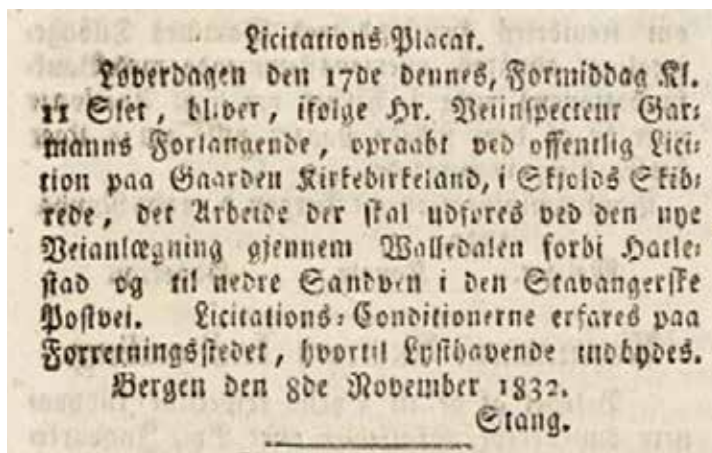 Licitations-Placat.
Løverdagen den 17de dennes, Formiddag Kl.
11 Slet, bliver, ifølge Hr. Veiinspecteur Gar-
manns Forlangende, opraabt ved offentlig Lici-
tion paa Gaarden Kirkebirkeland, i Skjolds Skib-
rede, det Arbeide der skal udføres ved den nye
Veianlægning gjennem Walledalen forbi Hatle-
stad og til nedre Sandven i den Stavangerske
Postvei. Licitations-Conditionerne erfares paa
Forretningsstedet, hvortil Lysthavende indbydes.
Bergen den 8de November 1832.
Stang.